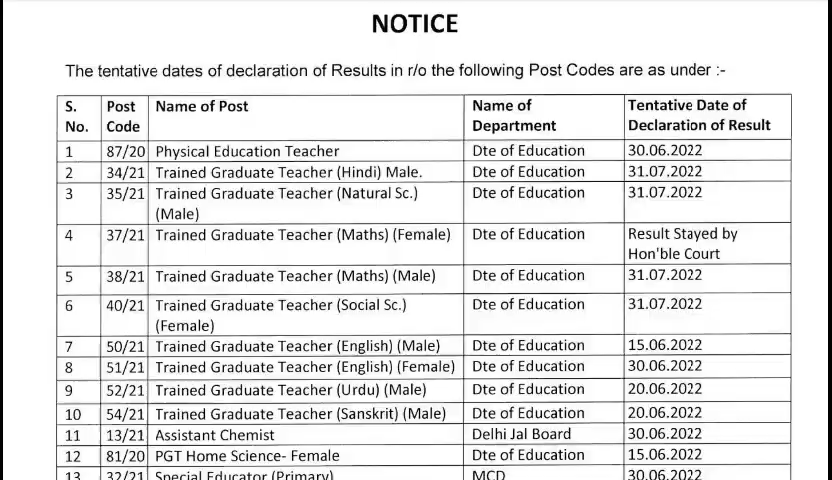 NOTICE
The tentative dates of declaration of Results in r/o the following Post Codes are as under :-
S. No. Post Code Name of Post Name of Department Tentative Date of Declaration of Result
1 87/20 Physical Education Teacher Dte of Education 30.06.2022
2 34/21 Trained Graduate Teacher (Hindi) Male. Dte of Education 31.07.2022
3 35/21 Trained Graduate Teacher (Natural Sc.) Dte of Education 31.07.2022
(Male)
4 37/21 Trained Graduate Teacher (Maths) (Female) Dte of Education Result Stayed by
Hon'ble Court
5 38/21 Trained Graduate Teacher (Maths) (Male) Dte of Education 31.07.2022
6 40/21 Trained Graduate Teacher (Social Sc.) Dte of Education 31.07.2022
(Female)
7 50/21 Trained Graduate Teacher (English) (Male) Dte of Education 15.06.2022
8 51/21 Trained Graduate Teacher (English) (Female) Dte of Education 30.06.2022
9 52/21 Trained Graduate Teacher (Urdu) (Male) Dte of Education 20.06.2022
10 54/21 Trained Graduate Teacher (Sanskrit) (Male) Dte of Education 20.06.2022
11 13/21 Assistant Chemist Delhi Jal Board 30.06.2022
12 81/20 PGT Home Science- Female Dte of Education 15.06.2022
13 32/21 Special Educator (Primary) MCD 30.06.2022